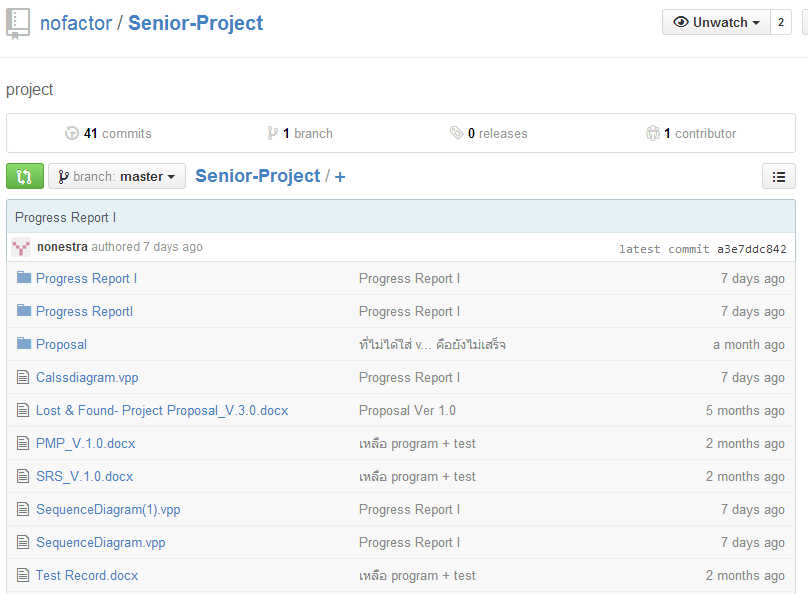 nofactor / Senior-Project
Unwatch 2
project
41 commits 1 branch 0 releases 1 contributor
branch: master Senior-Project / +
Progress Report I
nonestra authored 7 days ago latest commit a3e7ddc842
Progress Report I Progress Report I 7 days ago
Progress ReportI Progress Report I 7 days ago
Proposal ที่ไม่ได้ใส่ v... คือยังไม่เสร็จ a month ago
Calssdiagram.vpp Progress Report I 7 days ago
Lost & Found- Project Proposal_V.3.0.docx Proposal Ver 1.0 5 months ago
PMP_V.1.0.docx เหลือ program + test 2 months ago
SRS_V.1.0.docx เหลือ program + test 2 months ago
SequenceDiagram(1).vpp Progress Report I 7 days ago
SequenceDiagram.vpp Progress Report I 7 days ago
Test Record.docx เหลือ program + test 2 months ago